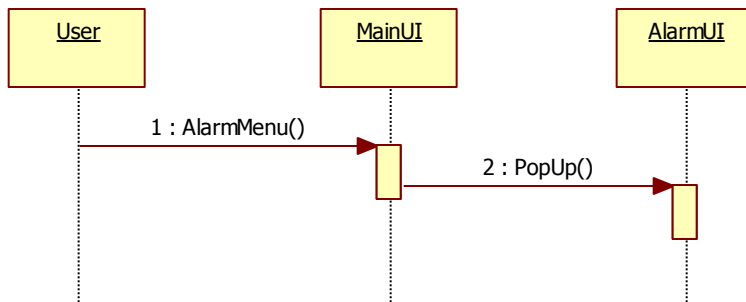 User
MainUI
AlarmUI
1 : AlarmMenu()
2 : PopUp()